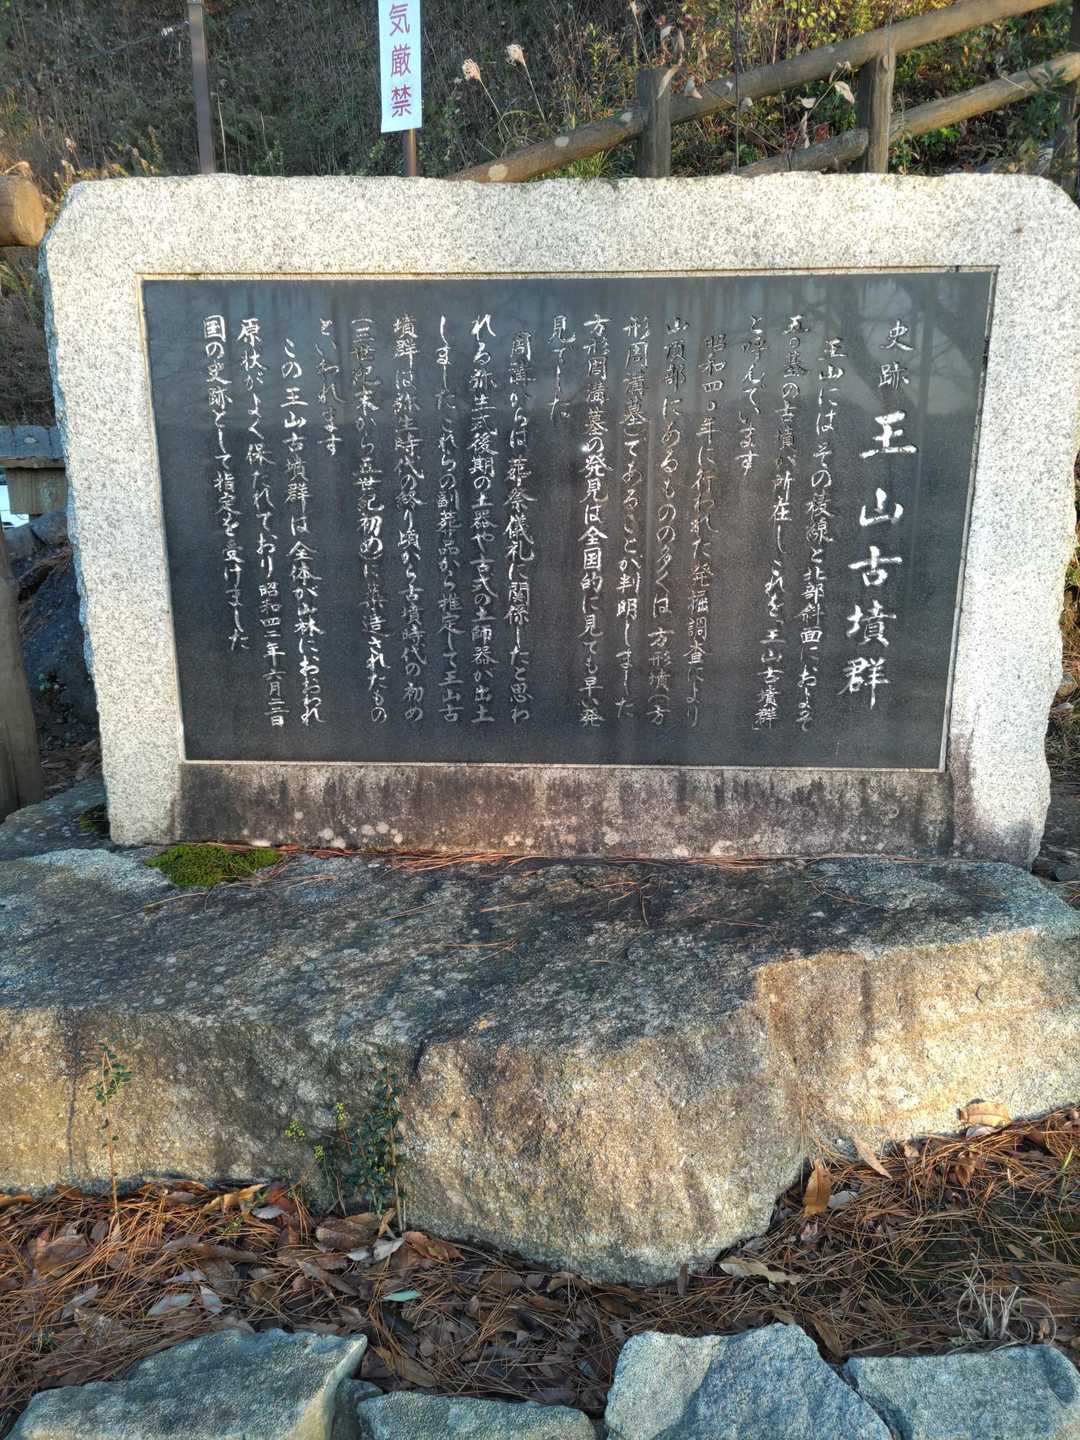 気厳禁
史跡 王山古墳群
王山には その稜線と北部斜面におよそ
五〇基の古墳が所在し これを「王山古墳群」
と呼んでいます
昭和四〇年に行われた発掘調査により
山頂部にあるものの多くは 方形墳(方
形周溝墓)であることが判明しました
方形周溝墓の発見は全国的に見ても早い発
見でした
周溝からは葬祭儀礼に関係したと思わ
れる弥生式後期の土器や古式の土師器が出土
しました これらの副葬品から推定して王山古
墳群は弥生時代の終り頃から古墳時代の初め
(三世紀末から五世紀初め)に築造されたもの
といわれます
この王山古墳群は全体が山林におおわれ
原状がよく保たれており 昭和四二年六月二二日
国の史跡として指定を受けました